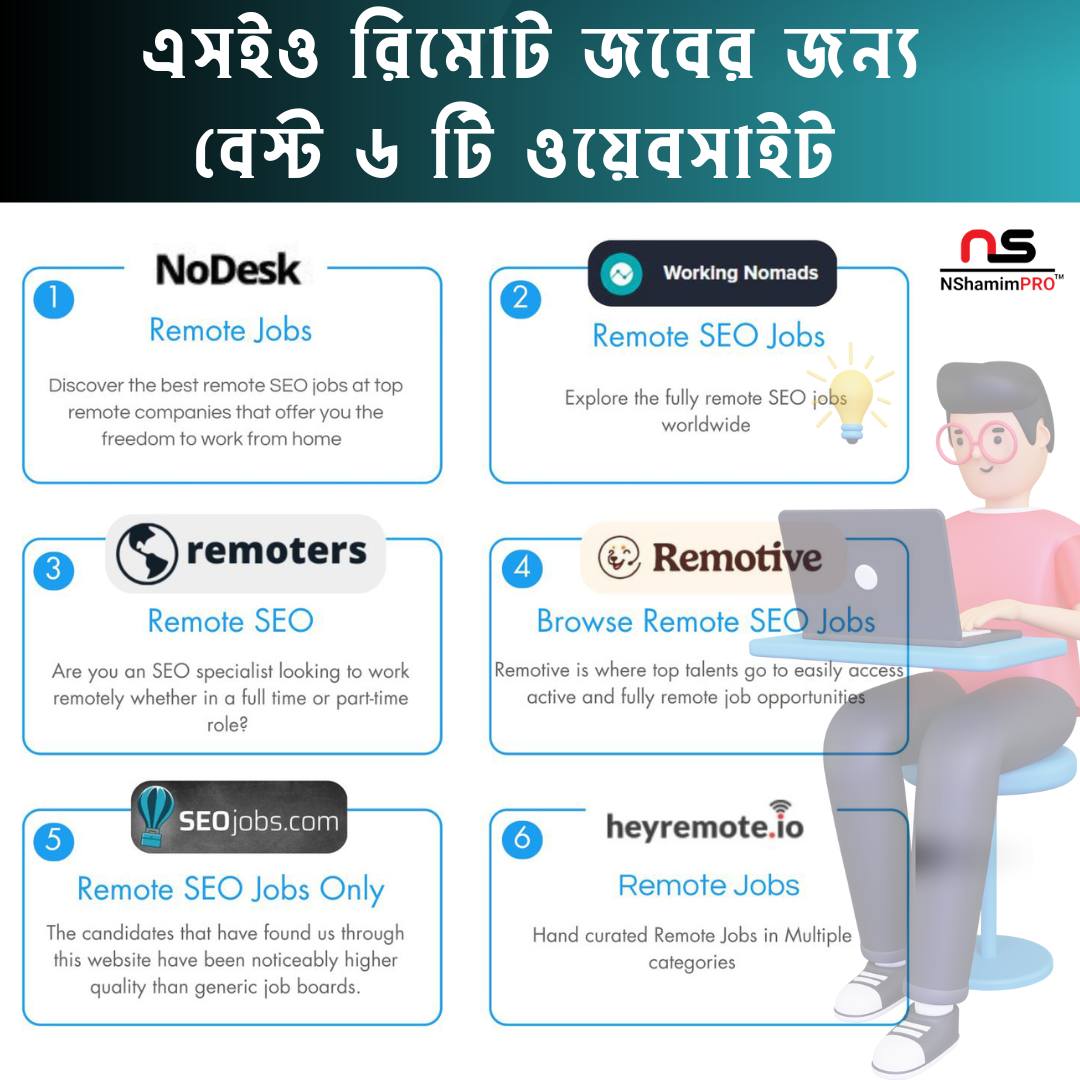 এসইও রিমোট জবের জন্য
বেস্ট ৬ টি ওয়েবসাইট
ns
NShamimPRO™
1
NoDesk
Remote Jobs
Discover the best remote SEO jobs at top
remote companies that offer you the
freedom to work from home
2
Working Nomads
Remote SEO Jobs
Explore the fully remote SEO jobs
worldwide
3
remoters
Remote SEO
Are you an SEO specialist looking to work
remotely whether in a full time or part-time
role?
4
Remotive
Browse Remote SEO Jobs
Remotive is where top talents go to easily access
active and fully remote job opportunities
5
SEOjobs.com
Remote SEO Jobs Only
The candidates that have found us through
this website have been noticeably higher
quality than generic job boards.
6
heyremote.io
Remote Jobs
Hand curated Remote Jobs in Multiple
categories